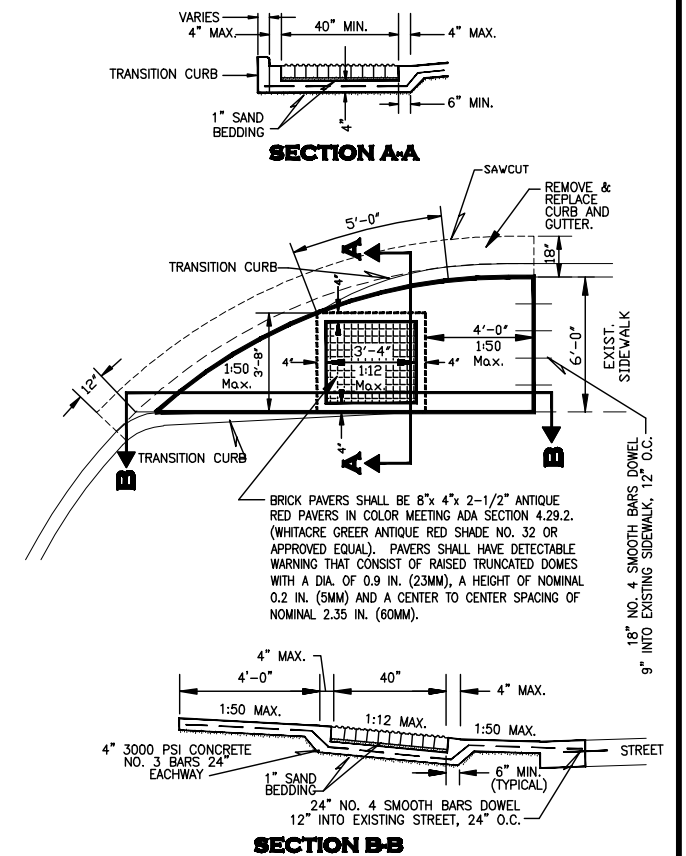 VARIES
4" MAX.
40" MIN.
4" MAX.
TRANSITION CURB
6" MIN.
1" SAND
BEDDING
4"
SECTION A-A
SAWCUT
REMOVE &
REPLACE
CURB AND
GUTTER.
5'-0"
A
18"
TRANSITION CURB
4"
4'-0"
1:50
Max.
6'-0"
EXIST.
SIDEWALK
3'-8"
1:50
Max.
4"
3'-4"
1:12
Max.
4"
12"
B
TRANSITION CURB
4"
A
B
BRICK PAVERS SHALL BE 8"x 4"x 2-1/2" ANTIQUE
RED PAVERS IN COLOR MEETING ADA SECTION 4.29.2.
(WHITACRE GREER ANTIQUE RED SHADE NO. 32 OR
APPROVED EQUAL). PAVERS SHALL HAVE DETECTABLE
WARNING THAT CONSIST OF RAISED TRUNCATED DOMES
WITH A DIA. OF 0.9 IN. (23MM), A HEIGHT OF NOMINAL
0.2 IN. (5MM) AND A CENTER TO CENTER SPACING OF
NOMINAL 2.35 IN. (60MM).
18" NO. 4 SMOOTH BARS DOWEL
9" INTO EXISTING SIDEWALK, 12" O.C.
4" MAX.
4'-0"
40"
4" MAX.
1:50 MAX.
1:12 MAX.
1:50 MAX.
4" 3000 PSI CONCRETE
NO. 3 BARS 24"
EACHWAY
STREET
1" SAND
BEDDING
6" MIN.
(TYPICAL)
24" NO. 4 SMOOTH BARS DOWEL
12" INTO EXISTING STREET, 24" O.C.
SECTION B-B